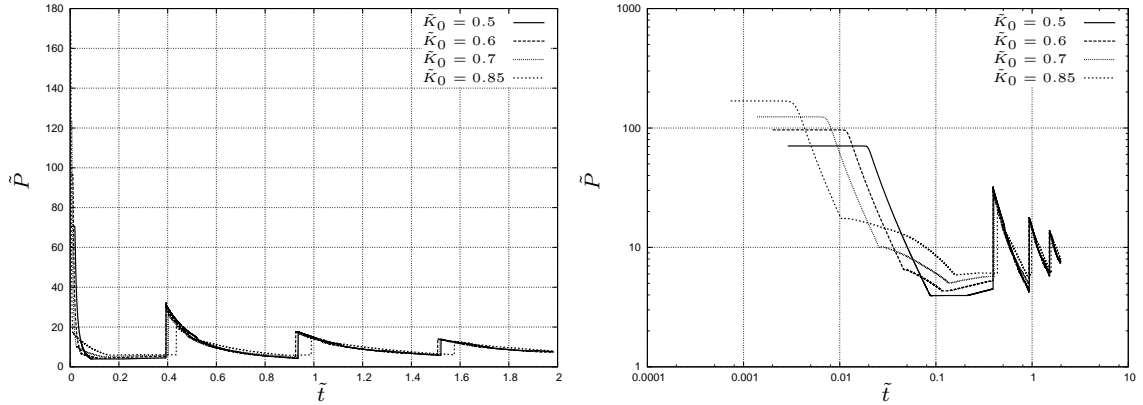 180
160
140
120
100
80
60
40
20
0
0 0.2 0.4 0.6 0.8 1 1.2 1.4 1.6 1.8 2
P̃
t̃
K̃0 = 0.5
K̃0 = 0.6
K̃0 = 0.7
K̃0 = 0.85
1000
100
10
1
0.0001 0.001 0.01 0.1 1 10
P̃
t̃
K̃0 = 0.5
K̃0 = 0.6
K̃0 = 0.7
K̃0 = 0.85